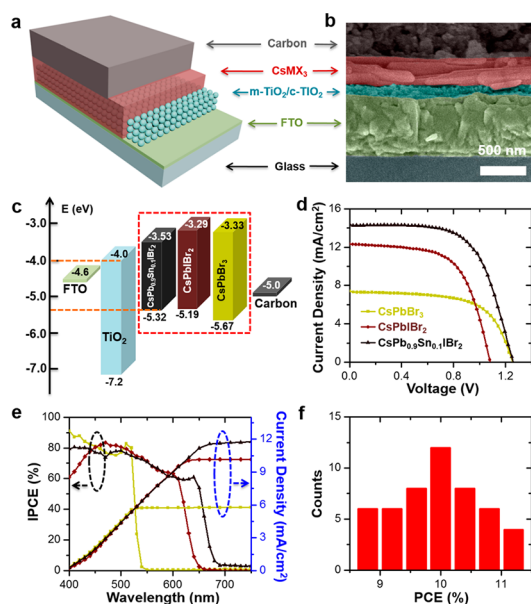 a
Carbon
CsMX3
m-TiO2/c-TiO2
FTO
Glass
b
500 nm
c
E (eV)
-3.0
-4.0
-5.0
-6.0
-7.0
-4.6
FTO
-4.0
TiO2
-7.2
-3.53
CsPb0.9Sn0.1IBr2
-5.32
-3.29
CsPbIBr2
-5.19
-3.33
CsPbBr3
-5.67
-5.0
Carbon
d
Current Density (mA/cm2)
16
12
8
4
0
CsPbBr3
CsPbIBr2
CsPb0.9Sn0.1IBr2
0.0 0.4 0.8 1.2
Voltage (V)
e
IPCE (%)
100
80
60
40
20
0
400 500 600 700
Wavelength (nm)
12
9
6
3
0
Current Density (mA/cm2)
f
Counts
15
10
5
0
9 10 11
PCE (%)